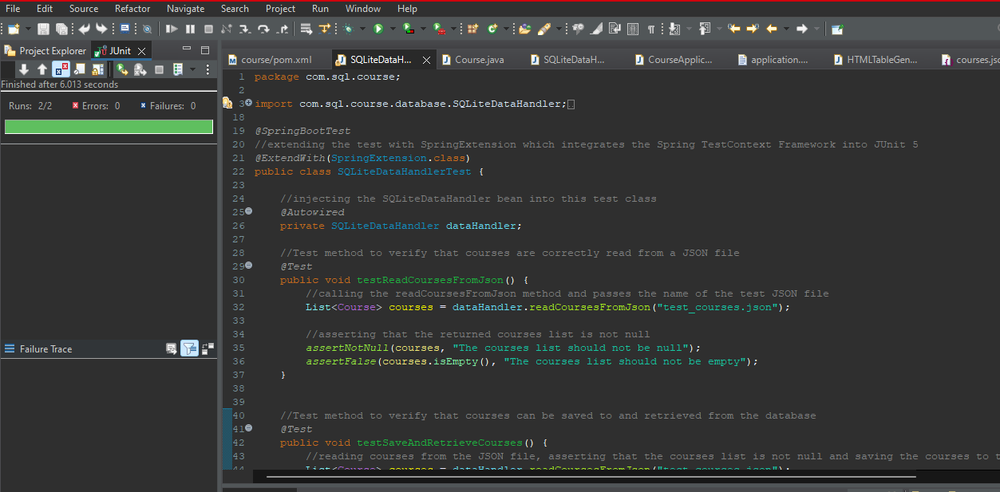 File Edit Source Refactor Navigate Search Project Run Window Help
Project Explorer JUnit
Finished after 6.013 seconds
Runs: 2/2 Errors: 0 Failures: 0
Failure Trace
course/pom.xml SQLiteDataH... Course.java SQLiteDataH... CourseApplic... application.... HTMLTableGen... courses.jso
1 package com.sql.course;
2
3 import com.sql.course.database.SQLiteDataHandler;
18
19 @SpringBootTest
20 //extending the test with SpringExtension which integrates the Spring TestContext Framework into JUnit 5
21 @ExtendWith(SpringExtension.class)
22 public class SQLiteDataHandlerTest {
23
24 //injecting the SQLiteDataHandler bean into this test class
25 @Autowired
26 private SQLiteDataHandler dataHandler;
27
28 //Test method to verify that courses are correctly read from a JSON file
29 @Test
30 public void testReadCoursesFromJson() {
31 //calling the readCoursesFromJson method and passes the name of the test JSON file
32 List<Course> courses = dataHandler.readCoursesFromJson("test_courses.json");
33
34 //asserting that the returned courses list is not null
35 assertNotNull(courses, "The courses list should not be null");
36 assertFalse(courses.isEmpty(), "The courses list should not be empty");
37 }
38
39
40 //Test method to verify that courses can be saved to and retrieved from the database
41 @Test
42 public void testSaveAndRetrieveCourses() {
43 //reading courses from the JSON file, asserting that the courses list is not null and saving the courses to t
44 List<Course> courses = dataHandler.readCoursesFromJson("test_courses.json");